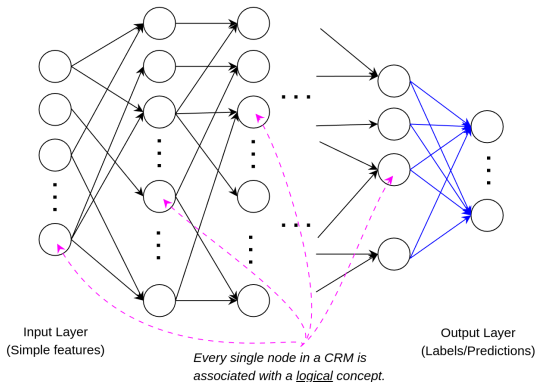 Input Layer
(Simple features)
Every single node in a CRM is
associated with a logical concept.
Output Layer
(Labels/Predictions)